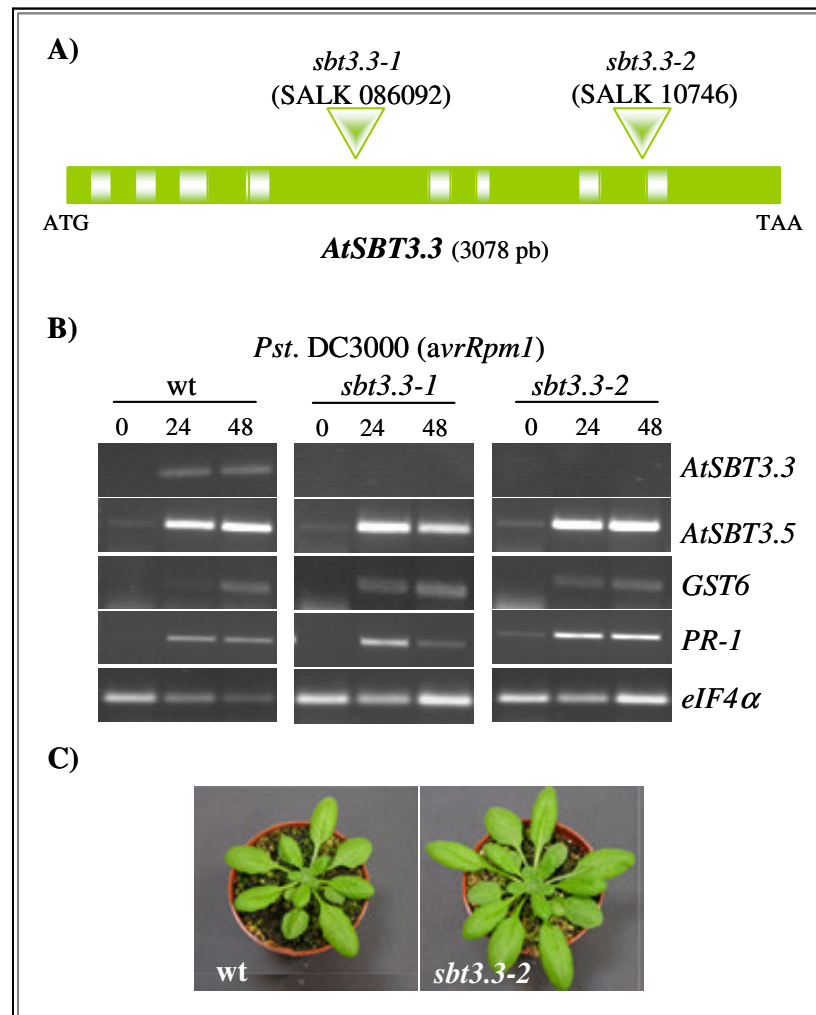 A)
sbt3.3-1 sbt3.3-2
(SALK 086092) (SALK 10746)
ATG TAA
AtSBT3.3 (3078 pb)
B)
Pst. DC3000 (avrRpm1)
wt sbt3.3-1 sbt3.3-2
0 24 48 0 24 48 0 24 48
AtSBT3.3
AtSBT3.5
GST6
PR-1
eIF4α
C)
wt sbt3.3-2